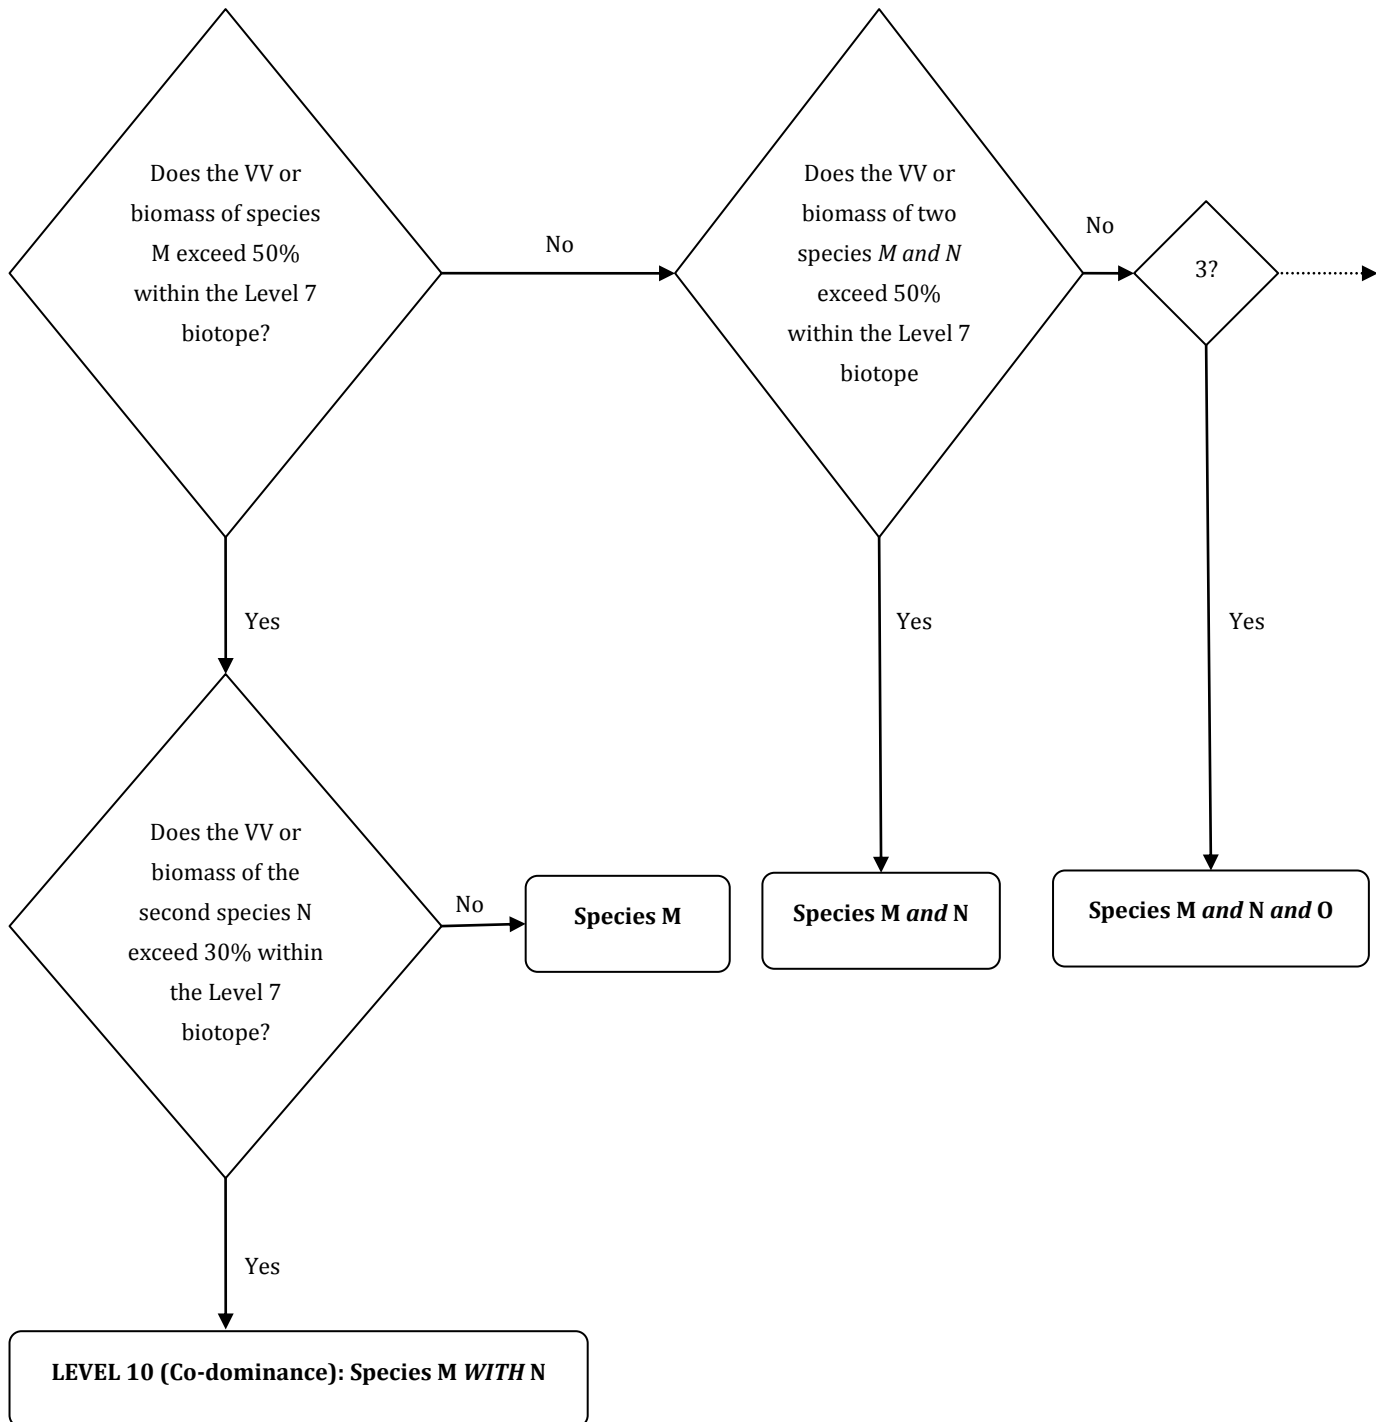 Does the VV or
biomass of species
M exceed 50%
within the Level 7
biotope?
No
Does the VV or
biomass of two
species M and N
exceed 50%
within the Level 7
biotope
No
3?
Yes
Yes
Yes
Does the VV or
biomass of the
second species N
exceed 30% within
the Level 7
biotope?
No
Species M
Species M and N
Species M and N and O
Yes
LEVEL 10 (Co-dominance): Species M WITH N